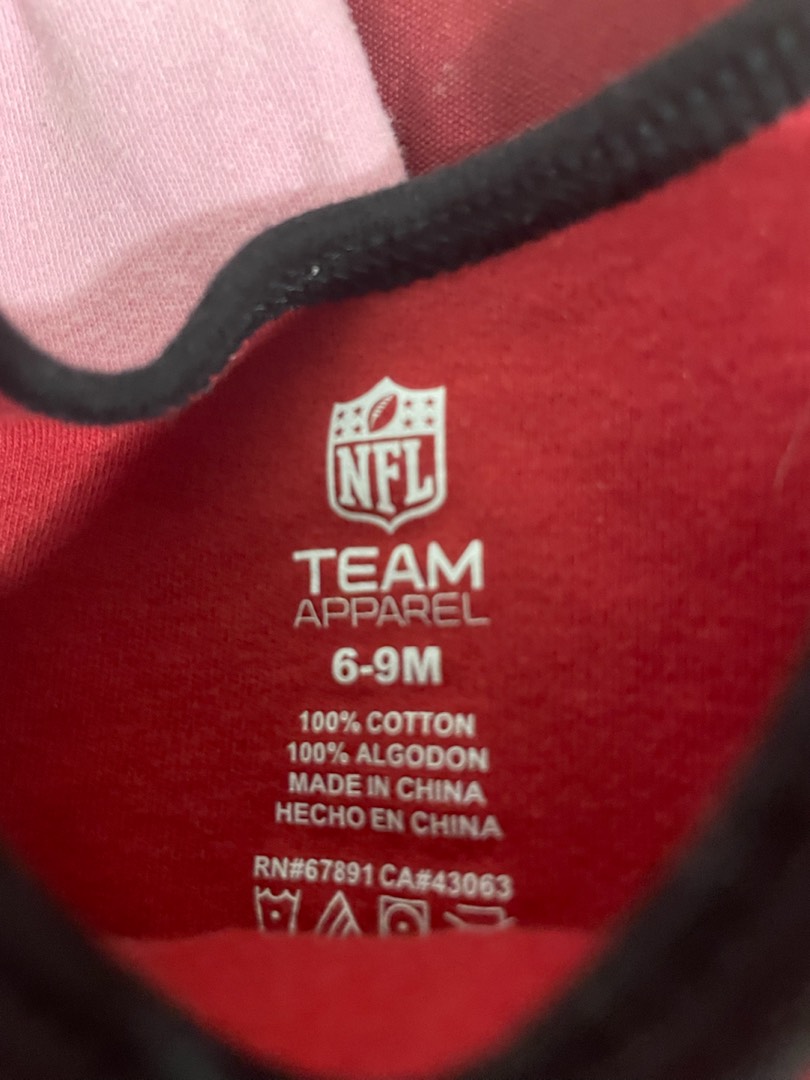 NFL
TEAM
APPAREL
6-9M
100% COTTON
100% ALGODON
MADE IN CHINA
HECHO EN CHINA
RN#67891 CA#43063